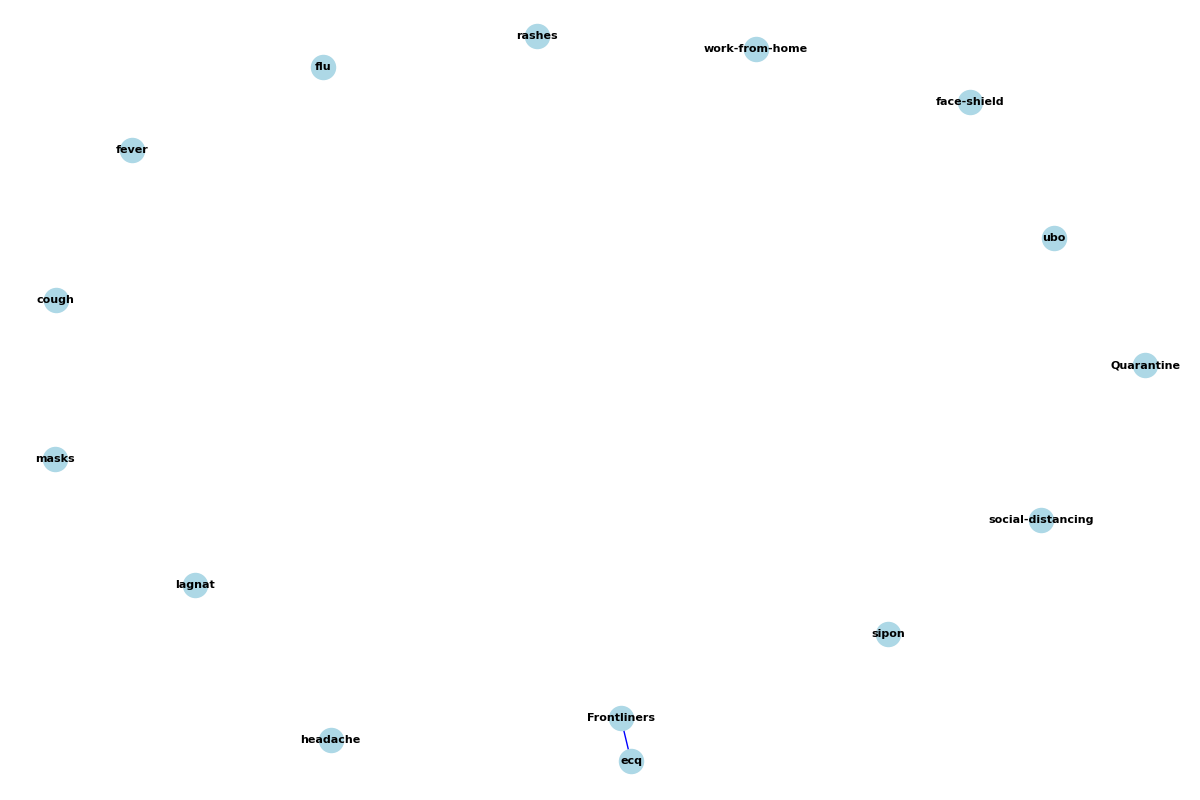 rashes
work-from-home
flu
face-shield
fever
ubo
cough
Quarantine
masks
social-distancing
lagnat
sipon
Frontliners
headache
ecq